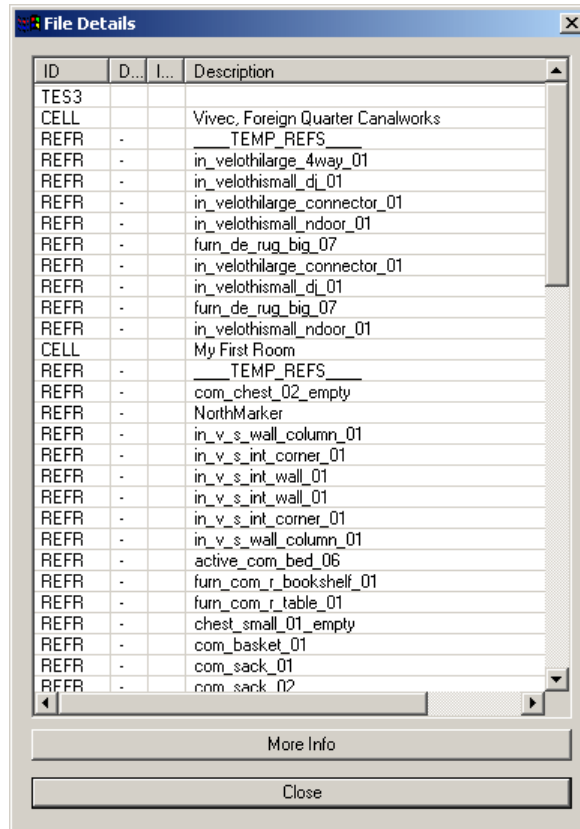 File Details
ID D... I... Description
TES3
CELL Vivec, Foreign Quarter Canalworks
REFR - ____TEMP_REFS____
REFR - in_velothilarge_4way_01
REFR - in_velothismall_dj_01
REFR - in_velothilarge_connector_01
REFR - in_velothismall_ndoor_01
REFR - furn_de_rug_big_07
REFR - in_velothilarge_connector_01
REFR - in_velothismall_dj_01
REFR - furn_de_rug_big_07
REFR - in_velothismall_ndoor_01
CELL My First Room
REFR - ____TEMP_REFS____
REFR - com_chest_02_empty
REFR - NorthMarker
REFR - in_v_s_wall_column_01
REFR - in_v_s_int_corner_01
REFR - in_v_s_int_wall_01
REFR - in_v_s_int_wall_01
REFR - in_v_s_int_corner_01
REFR - in_v_s_wall_column_01
REFR - active_com_bed_06
REFR - furn_com_r_bookshelf_01
REFR - furn_com_r_table_01
REFR - chest_small_01_empty
REFR - com_basket_01
REFR - com_sack_01
REFR - com_sack_02
More Info
Close